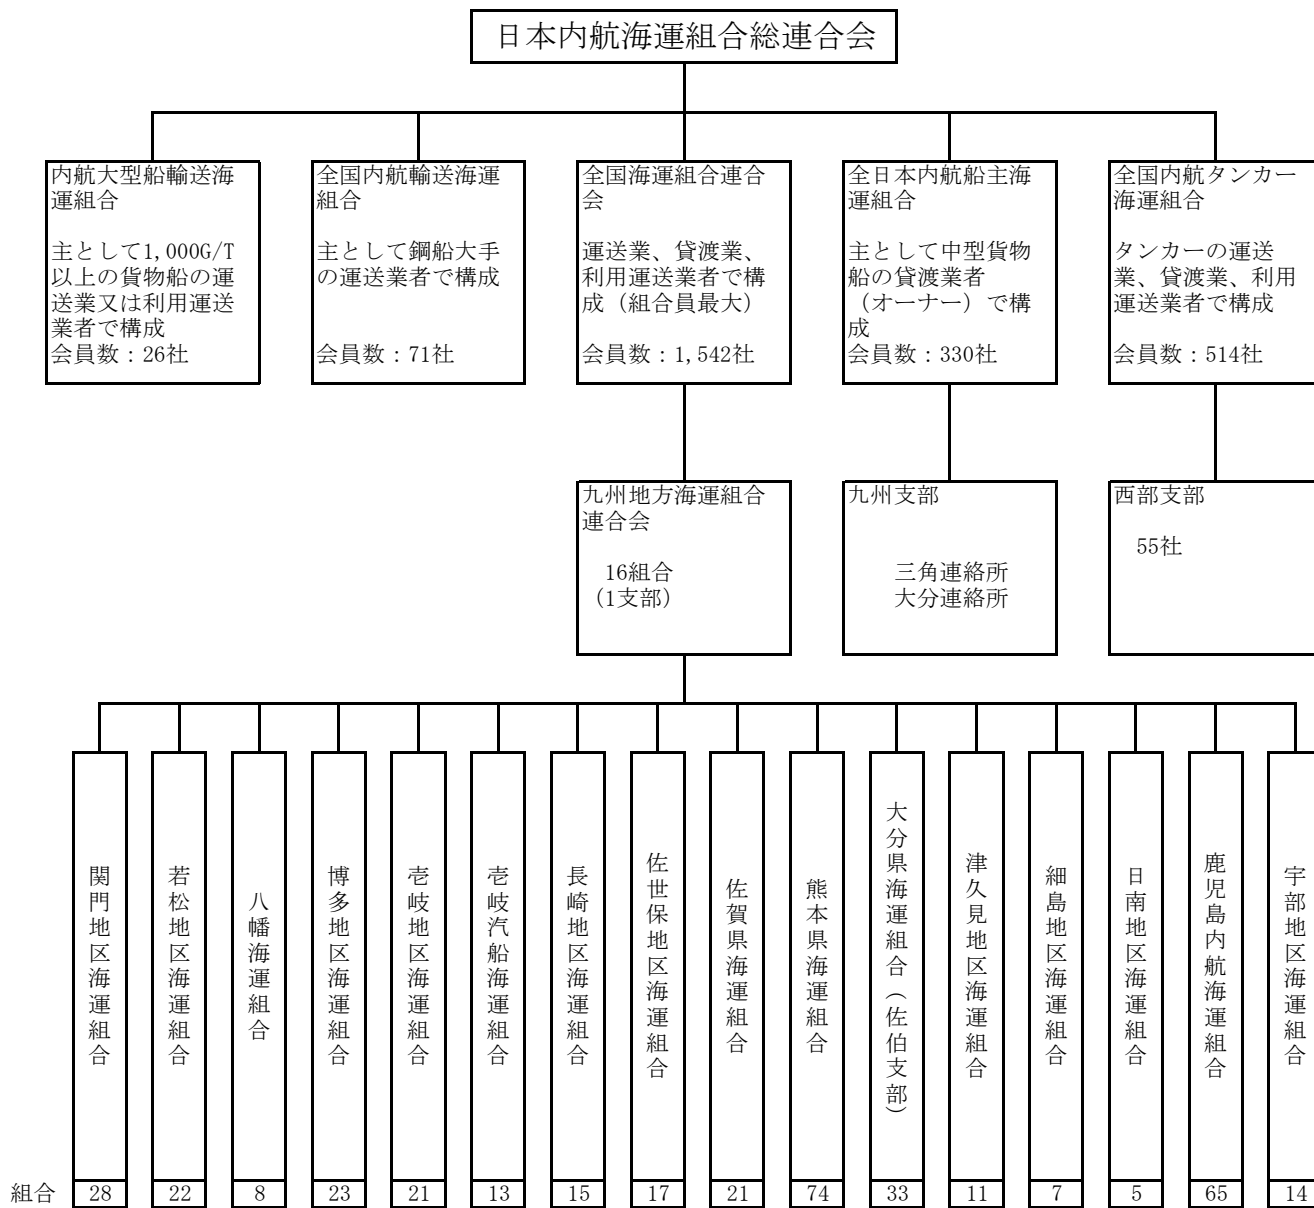 日本内航海運組合総連合会
内航大型船輸送海
運組合
主として1,000G/T
以上の貨物船の運
送業又は利用運送
業者で構成
会員数：26社
全国内航輸送海運
組合
主として鋼船大手
の運送業者で構成
会員数：71社
全国海運組合連合
会
運送業、貸渡業、
利用運送業者で構
成（組合員最大）
会員数：1,542社
全日本内航船主海
運組合
主として中型貨物
船の貸渡業者
（オーナー）で構
成
会員数：330社
全国内航タンカー
海運組合
タンカーの運送
業、貸渡業、利用
運送業者で構成
会員数：514社
九州地方海運組合
連合会
16組合
（1支部）
九州支部
三角連絡所
大分連絡所
西部支部
55社
関門地区海運組合
若松地区海運組合
八幡海運組合
博多地区海運組合
壱岐地区海運組合
壱岐汽船海運組合
長崎地区海運組合
佐世保地区海運組合
佐賀県海運組合
熊本県海運組合
大分県海運組合（佐伯支部）
津久見地区海運組合
細島地区海運組合
日南地区海運組合
鹿児島内航海運組合
宇部地区海運組合
組合 28 22 8 23 21 13 15 17 21 74 33 11 7 5 65 14